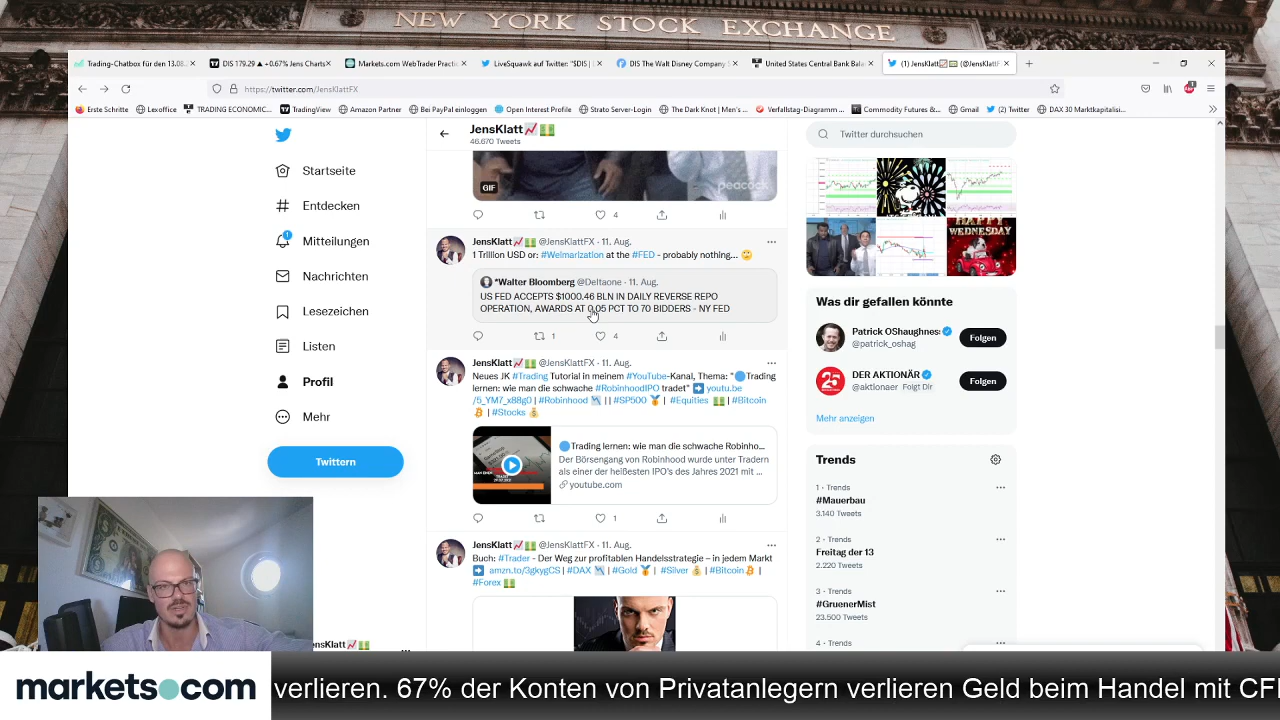 NEW YORK STOCK EXCHANGE
Trading-Chatbox für den 13.08
DIS 179.29 ▲ +0.67% Jens Charts
Markets.com WebTrader Practic
LiveSquawk auf Twitter: "$DIS | L
DIS The Walt Disney Company S
United States Central Bank Bala
(1) JensKlatt📈💵 (@JensKlattF
https://twitter.com/JensKlattFX
Erste Schritte
Lexoffice
TRADING ECONOMIC...
TradingView
Amazon Partner
Bei PayPal einloggen
Open Interest Profile
Strato Server-Login
The Dark Knot | Men's ...
Verfallstag-Diagramm ...
Commodity Futures &...
Gmail
(2) Twitter
DAX 30 Marktkapitalisi...
Startseite
Entdecken
1
Mitteilungen
Nachrichten
Lesezeichen
Listen
Profil
Mehr
Twittern
JensKlatt📈💵
46.670 Tweets
GIF
peacock
4
JensKlatt📈💵 @JensKlattFX · 11. Aug.
1 Trillion USD or: #Weimarization at the #FED - probably nothing... 🙄
*Walter Bloomberg @Deltaone · 11. Aug.
US FED ACCEPTS $1000.46 BLN IN DAILY REVERSE REPO
OPERATION, AWARDS AT 0.05 PCT TO 70 BIDDERS - NY FED
1 4
JensKlatt📈💵 @JensKlattFX · 11. Aug.
Neues JK #Trading Tutorial in meinem #YouTube-Kanal, Thema: "🔵Trading
lernen: wie man die schwache #RobinhoodIPO tradet" ➡️ youtu.be
/5_YM7_x88g0 | #Robinhood 📉 | | #SP500 🥇 | #Equities 💵 | #Bitcoin
| #Stocks 💰
🔵Trading lernen: wie man die schwache Robinho...
Der Börsengang von Robinhood wurde unter Tradern
als einer der heißesten IPO's des Jahres 2021 mit ...
youtube.com
1
JensKlatt📈💵 @JensKlattFX · 11. Aug.
Buch: #Trader - Der Weg zur profitablen Handelsstrategie – in jedem Markt
➡️ amzn.to/3gkygCS | #DAX 📉 | #Gold 🥇 | #Silver 💰 | #Bitcoin |
#Forex 💵
Twitter durchsuchen
HAPPY
WEDNESDAY
Was dir gefallen könnte
Patrick OShaughnes
@patrick_oshag
Folgen
25
DER AKTIONÄR
@aktionaer Folgt Dir
Folgen
Mehr anzeigen
Trends
1 · Trends
#Mauerbau
3.140 Tweets
2 · Trends
Freitag der 13
2.220 Tweets
3 · Trends
#GruenerMist
23.500 Tweets
4 · Trends
nsKlatt📈💵
markets.com
verlieren. 67% der Konten von Privatanlegern verlieren Geld beim Handel mit CF